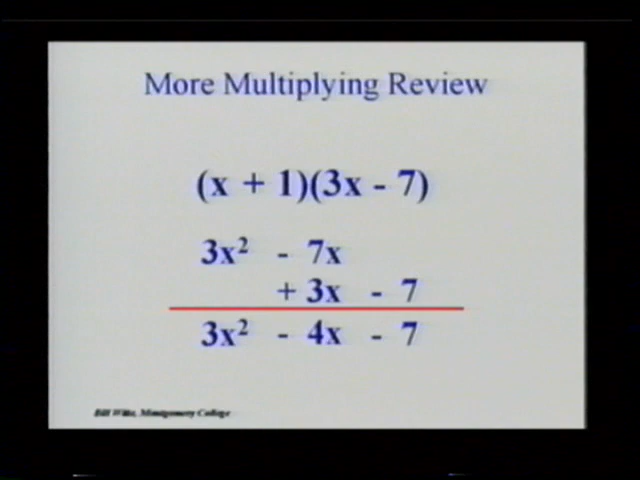 More Multiplying Review
(x + 1)(3x - 7)
3x² - 7x
+ 3x - 7
3x² - 4x - 7
Bill Witte, Montgomery College